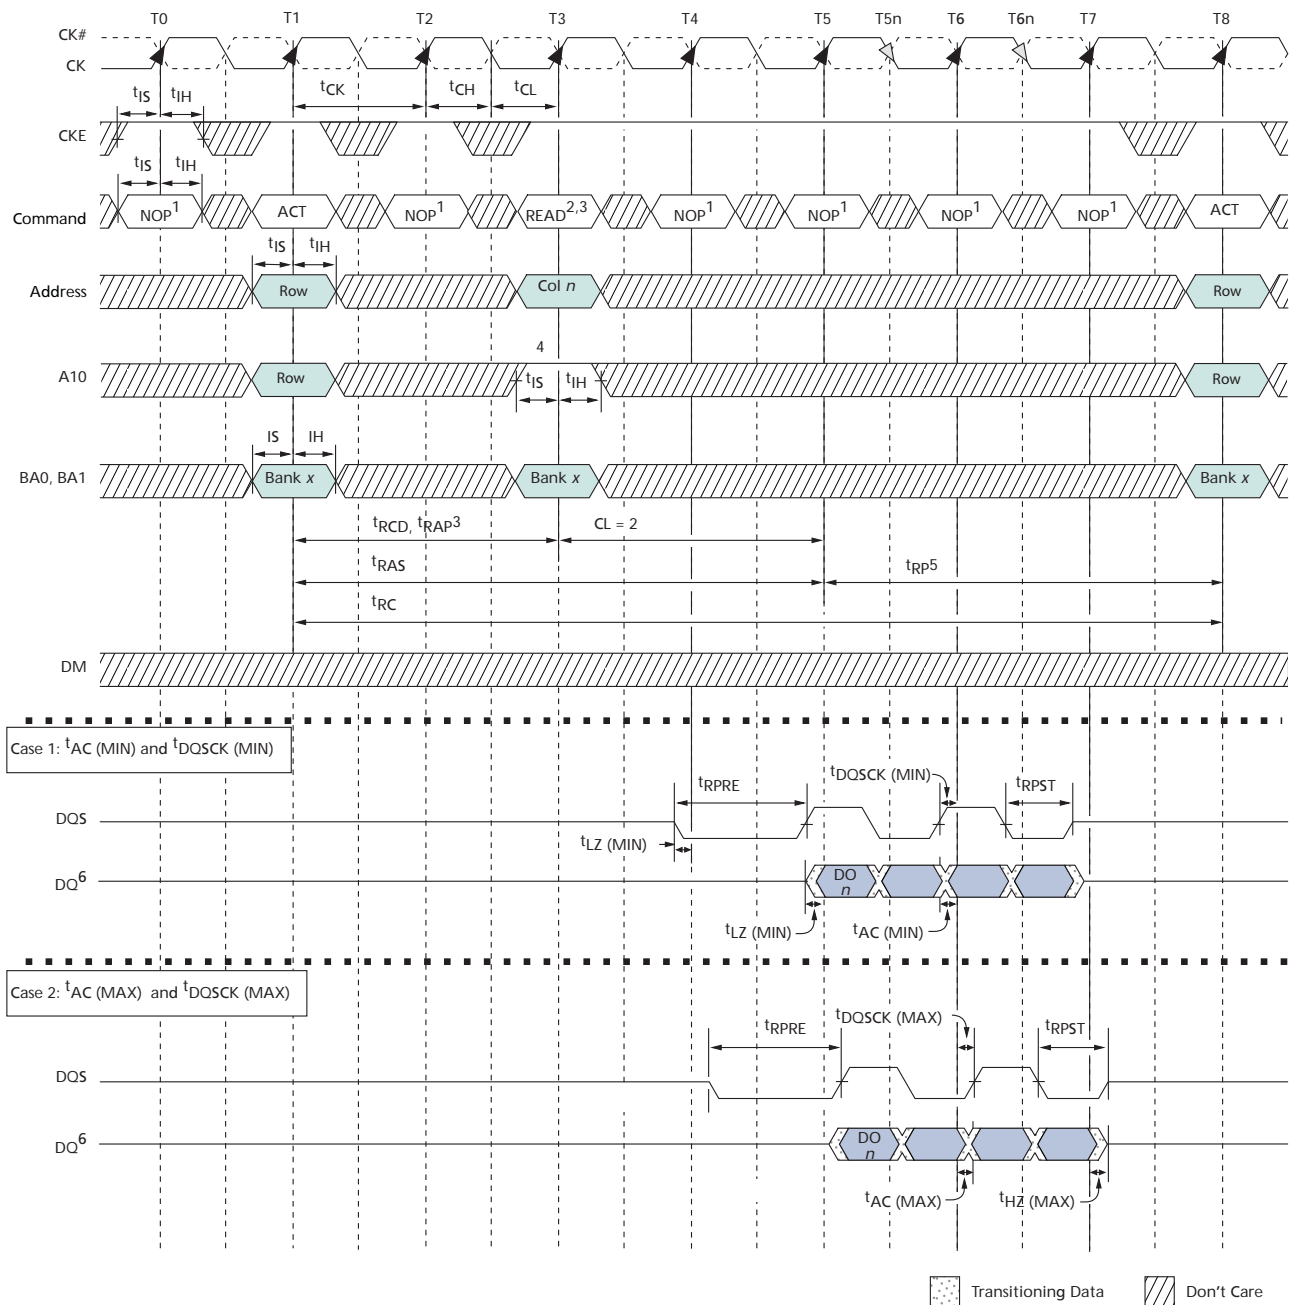 T0 T1 T2 T3 T4 T5 T5n T6 T6n T7 T8
CK#
CK
tIS tIH tCK tCH tCL
CKE
tIS tIH
Command NOP1 ACT NOP1 READ2,3 NOP1 NOP1 NOP1 NOP1 ACT
tIS tIH
Address Row Col n Row
4
A10 Row tIS tIH Row
IS IH
BA0, BA1 Bank x Bank x Bank x
tRCD, tRAP3 CL = 2
tRAS tRP5
tRC
DM
Case 1: tAC (MIN) and tDQSCK (MIN)
tRPRE tDQSCK (MIN) tRPST
DQS
tLZ (MIN)
DQ6 DO n
tLZ (MIN) tAC (MIN)
Case 2: tAC (MAX) and tDQSCK (MAX)
tRPRE tDQSCK (MAX) tRPST
DQS
DQ6 DO n
tAC (MAX) tHZ (MAX)
Transitioning Data Don't Care